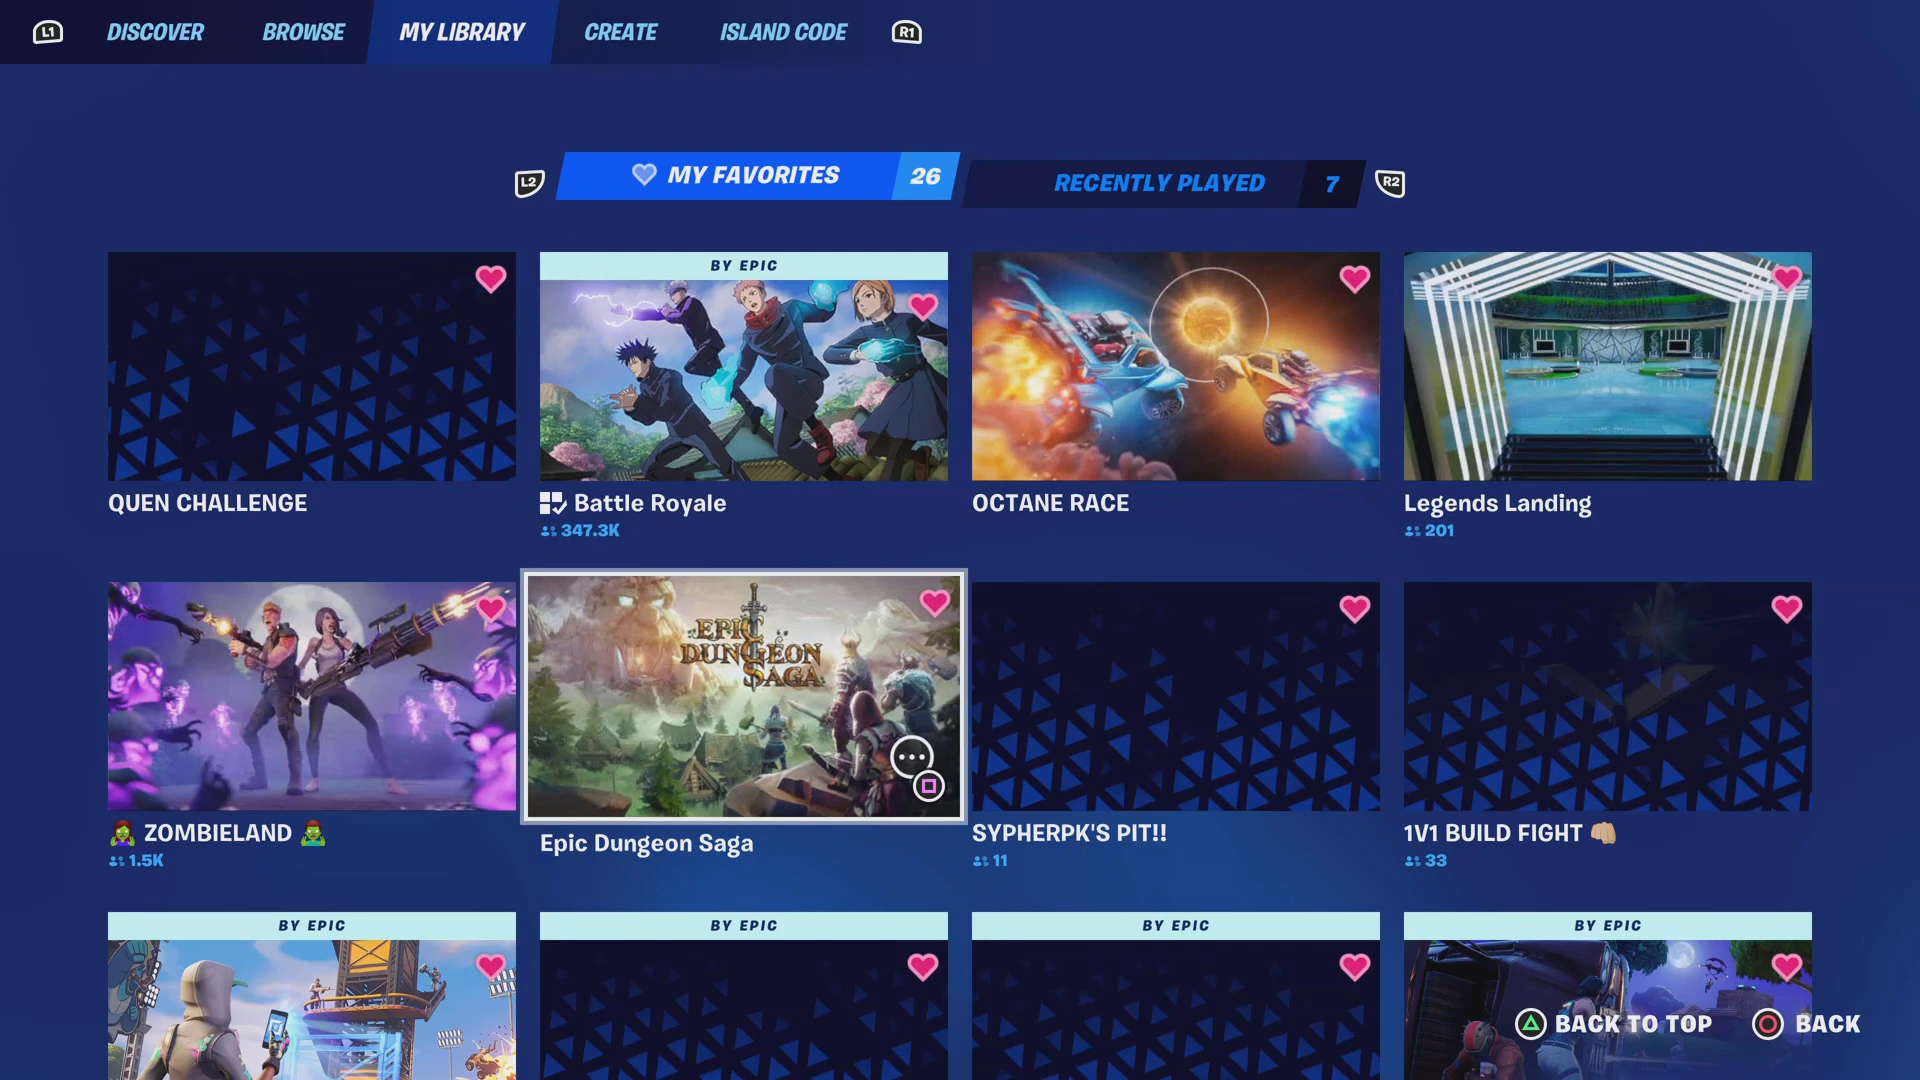 L1 DISCOVER BROWSE MY LIBRARY CREATE ISLAND CODE R1
L2 MY FAVORITES 26 RECENTLY PLAYED 7 R2
BY EPIC
QUEN CHALLENGE
Battle Royale
347.3K
OCTANE RACE
Legends Landing
201
EPIC
DUNGEON
SAGA
🧟‍♀️ ZOMBIELAND 🧟‍♂️
1.5K
Epic Dungeon Saga
SYPHERPK'S PIT!!
11
1V1 BUILD FIGHT 👊🏼
33
BY EPIC
BY EPIC
BY EPIC
BY EPIC
BACK TO TOP BACK